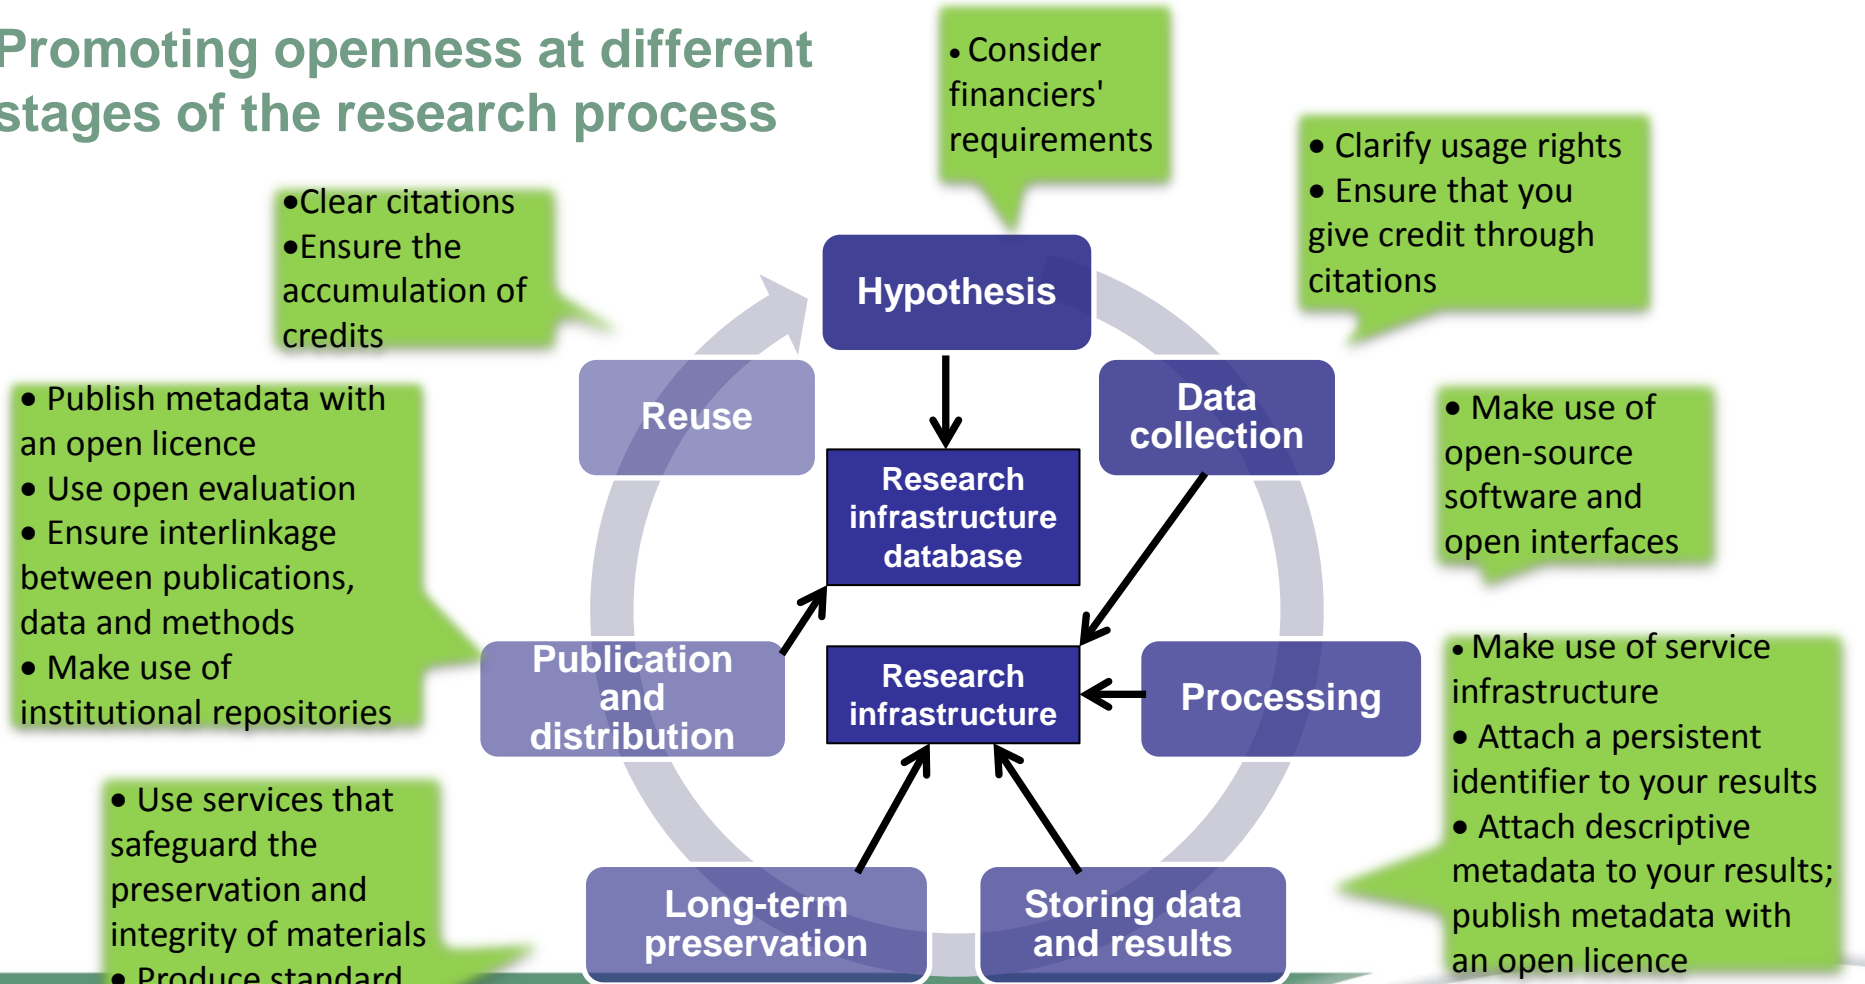 Promoting openness at different
stages of the research process
• Consider
financiers'
requirements
• Clarify usage rights
• Ensure that you
give credit through
citations
•Clear citations
•Ensure the
accumulation of
credits
Hypothesis
Reuse
Data
collection
• Publish metadata with
an open licence
• Use open evaluation
• Ensure interlinkage
between publications,
data and methods
• Make use of
institutional repositories
• Make use of
open-source
software and
open interfaces
Research
infrastructure
database
Publication
and
distribution
Research
infrastructure
Processing
• Make use of service
infrastructure
• Attach a persistent
identifier to your results
• Attach descriptive
metadata to your results;
publish metadata with
an open licence
• Use services that
safeguard the
preservation and
integrity of materials
• Produce standard
Long-term
preservation
Storing data
and results